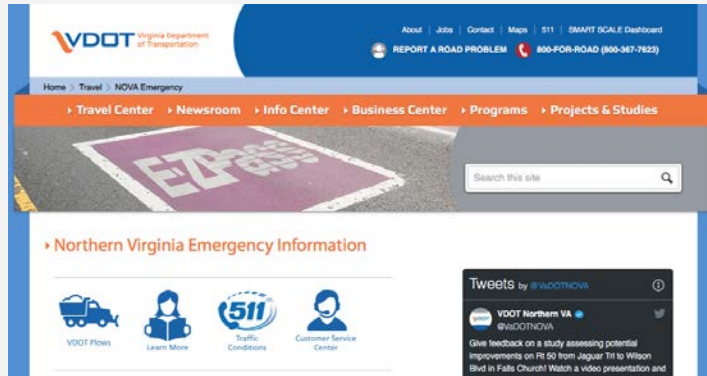 VDOT Virginia Department
of Transportation
About | Jobs | Contact | Maps | 511 | SMART SCALE Dashboard
REPORT A ROAD PROBLEM 800-FOR-ROAD (800-367-7623)
Home > Travel > NOVA Emergency
Travel Center Newsroom Info Center Business Center Programs Projects & Studies
E-ZPass
Search this site
Northern Virginia Emergency Information
511
VDOT Plows
Learn More
Traffic
Conditions
Customer Service
Center
Tweets by @VaDOTNOVA
VDOT Northern VA
@VaDOTNOVA
Give feedback on a study assessing potential
improvements on Rt 50 from Jaguar Trl to Wilson
Blvd in Falls Church! Watch a video presentation and